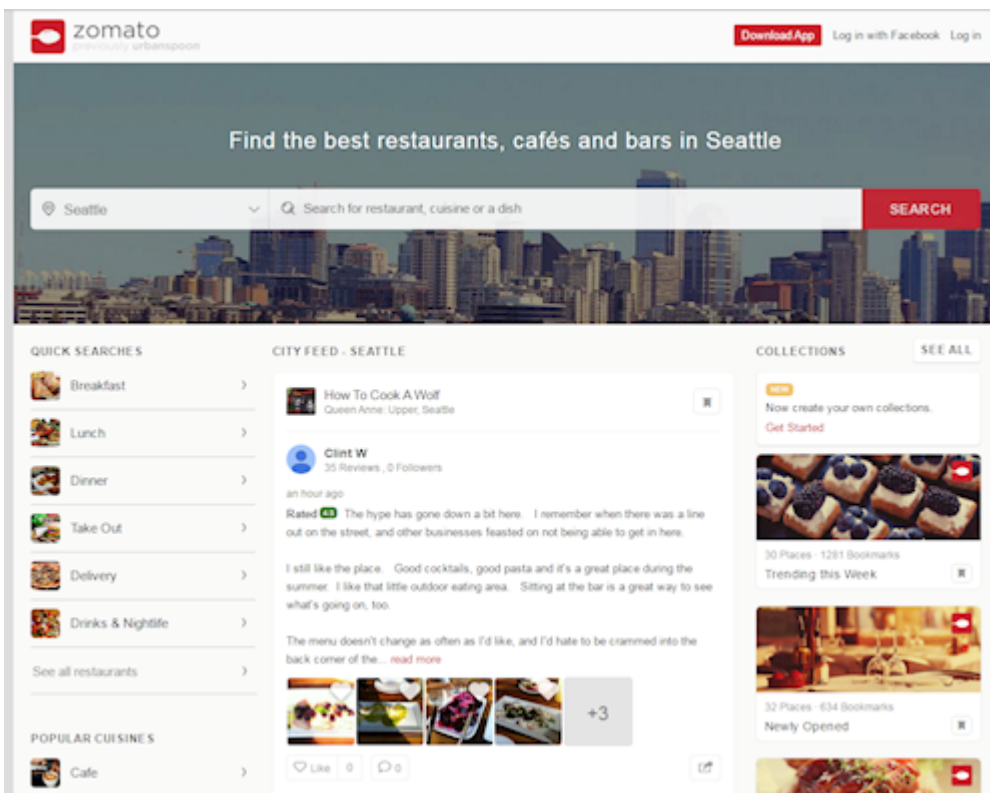 zomato
previously urbanspoon
Download App Log in with Facebook Log in
Find the best restaurants, cafés and bars in Seattle
Seattle
Search for restaurant, cuisine or a dish
SEARCH
QUICK SEARCHES
Breakfast
Lunch
Dinner
Take Out
Delivery
Drinks & Nightlife
See all restaurants
POPULAR CUISINES
Cafe
CITY FEED - SEATTLE
How To Cook A Wolf
Queen Anne: Upper, Seattle
Clint W
35 Reviews , 0 Followers
an hour ago
Rated The hype has gone down a bit here. I remember when there was a line
out on the street, and other businesses feasted on not being able to get in here.
I still like the place. Good cocktails, good pasta and it's a great place during the
summer. I like that little outdoor eating area. Sitting at the bar is a great way to see
what's going on, too.
The menu doesn't change as often as I'd like, and I'd hate to be crammed into the
back corner of the... read more
+3
Like 0 0
COLLECTIONS
SEE ALL
NEW
Now create your own collections.
Get Started
30 Places · 1281 Bookmarks
Trending this Week
32 Places · 634 Bookmarks
Newly Opened